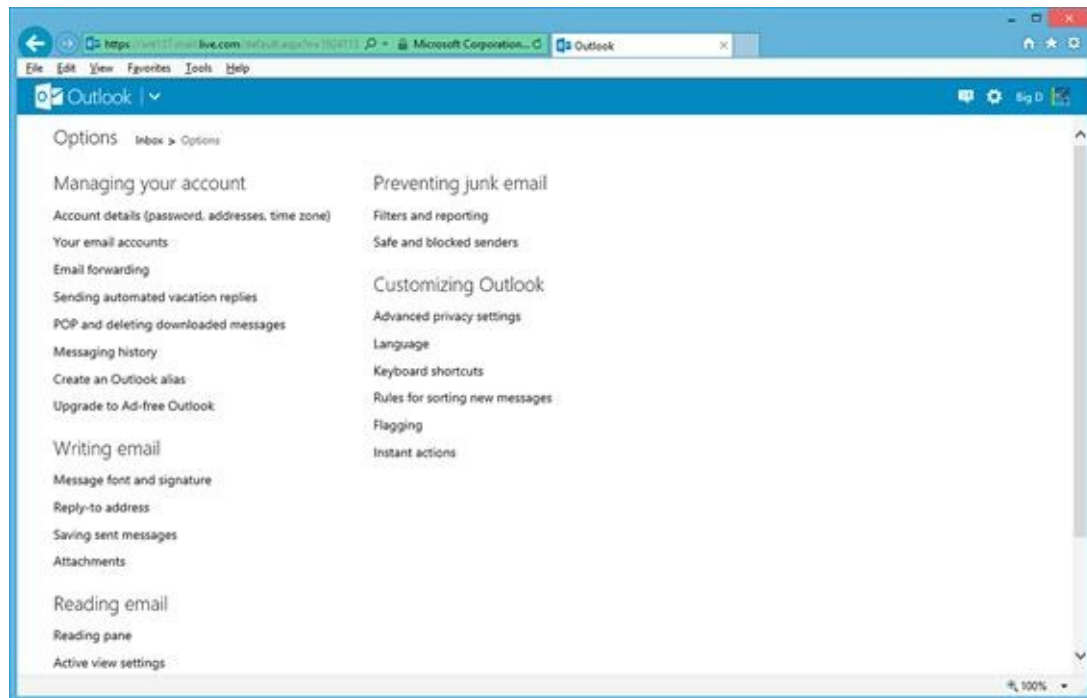 https live.com Microsoft Corporation... Outlook
File Edit View Favorites Tools Help
Outlook Big D
Options Inbox > Options
Managing your account
Account details (password, addresses, time zone)
Your email accounts
Email forwarding
Sending automated vacation replies
POP and deleting downloaded messages
Messaging history
Create an Outlook alias
Upgrade to Ad-free Outlook
Writing email
Message font and signature
Reply-to address
Saving sent messages
Attachments
Reading email
Reading pane
Active view settings
Preventing junk email
Filters and reporting
Safe and blocked senders
Customizing Outlook
Advanced privacy settings
Language
Keyboard shortcuts
Rules for sorting new messages
Flagging
Instant actions
100%